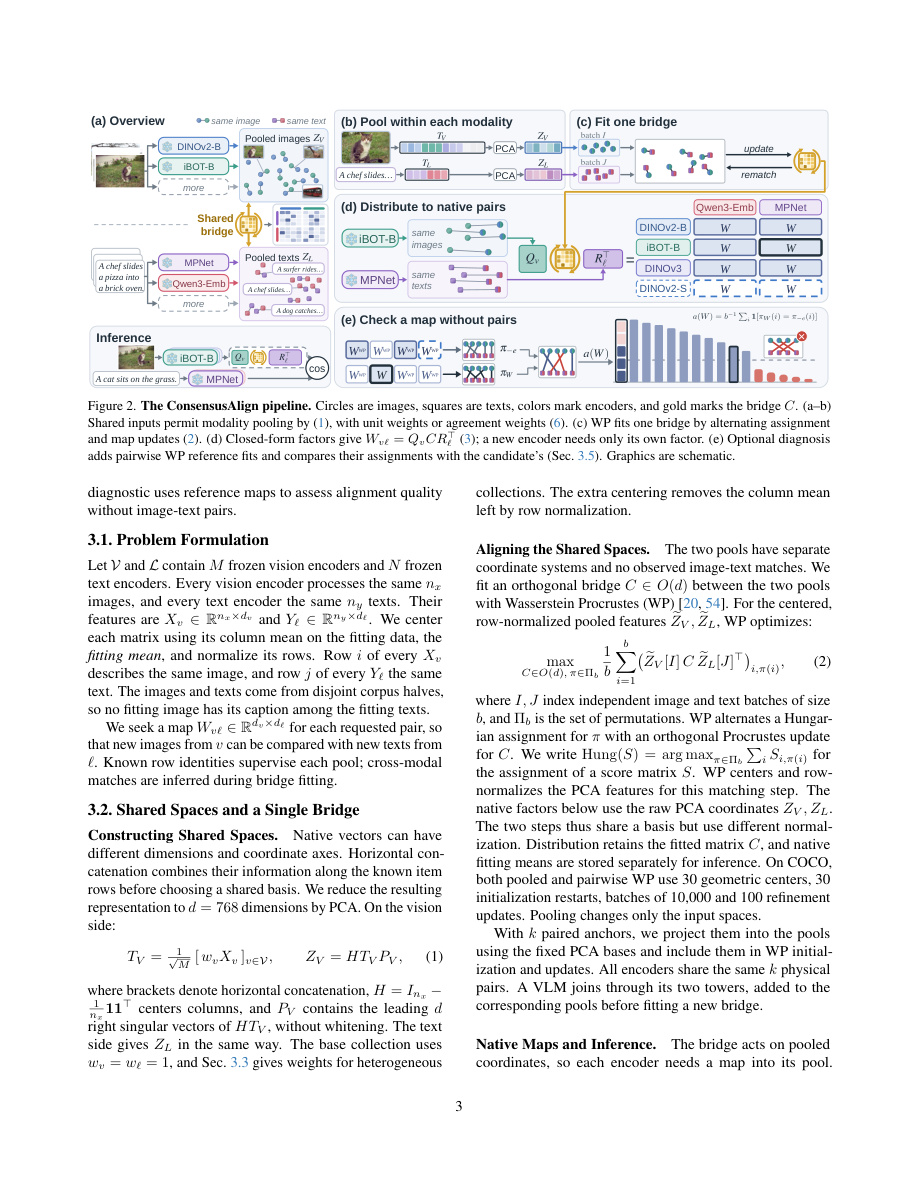 (a) Overview
same image same text
DINOv2-B
iBOT-B
more
Pooled images Z_V
Shared
bridge
A chef slides
a pizza into
a brick oven.
MPNet
Qwen3-Emb
more
Pooled texts Z_L
A surfer rides…
A chef slides…
A dog catches…
Inference
iBOT-B
Q_v
R_ℓ^⊤
cos
A cat sits on the grass.
MPNet
(b) Pool within each modality
T_V
PCA
Z_V
A chef slides…
T_L
PCA
Z_L
(c) Fit one bridge
batch I
batch J
update
rematch
(d) Distribute to native pairs
iBOT-B
same
images
MPNet
same
texts
Q_v
R_ℓ^⊤
=
Qwen3-Emb MPNet
DINOv2-B W W
iBOT-B W W
DINOv3 W W
DINOv2-S W W
(e) Check a map without pairs
W^WP W^WP W^WP W^WP
π_{−e}
W^WP W W^WP W^WP
π_W
a(W)
a(W) = b^{−1} ∑_i 1[π_W(i) = π_{−e}(i)]
Figure 2. The ConsensusAlign pipeline. Circles are images, squares are texts, colors mark encoders, and gold marks the bridge C. (a–b)
Shared inputs permit modality pooling by (1), with unit weights or agreement weights (6). (c) WP fits one bridge by alternating assignment
and map updates (2). (d) Closed-form factors give W_{vℓ} = Q_v C R_ℓ^⊤ (3); a new encoder needs only its own factor. (e) Optional diagnosis
adds pairwise WP reference fits and compares their assignments with the candidate's (Sec. 3.5). Graphics are schematic.
diagnostic uses reference maps to assess alignment quality
without image-text pairs.
3.1. Problem Formulation
Let 𝒱 and ℒ contain M frozen vision encoders and N frozen
text encoders. Every vision encoder processes the same n_x
images, and every text encoder the same n_y texts. Their
features are X_v ∈ ℝ^{n_x×d_v} and Y_ℓ ∈ ℝ^{n_y×d_ℓ}. We center
each matrix using its column mean on the fitting data, the
fitting mean, and normalize its rows. Row i of every X_v
describes the same image, and row j of every Y_ℓ the same
text. The images and texts come from disjoint corpus halves,
so no fitting image has its caption among the fitting texts.
We seek a map W_{vℓ} ∈ ℝ^{d_v×d_ℓ} for each requested pair, so
that new images from v can be compared with new texts from
ℓ. Known row identities supervise each pool; cross-modal
matches are inferred during bridge fitting.
3.2. Shared Spaces and a Single Bridge
Constructing Shared Spaces. Native vectors can have
different dimensions and coordinate axes. Horizontal con-
catenation combines their information along the known item
rows before choosing a shared basis. We reduce the resulting
representation to d = 768 dimensions by PCA. On the vision
side:
T_V = 1/√M [ w_v X_v ]_{v∈𝒱}, Z_V = H T_V P_V, (1)
where brackets denote horizontal concatenation, H = I_{n_x} −
1/n_x 11^⊤ centers columns, and P_V contains the leading d
right singular vectors of HT_V, without whitening. The text
side gives Z_L in the same way. The base collection uses
w_v = w_ℓ = 1, and Sec. 3.3 gives weights for heterogeneous
collections. The extra centering removes the column mean
left by row normalization.
Aligning the Shared Spaces. The two pools have separate
coordinate systems and no observed image-text matches. We
fit an orthogonal bridge C ∈ O(d) between the two pools
with Wasserstein Procrustes (WP) [20, 54]. For the centered,
row-normalized pooled features Z̃_V, Z̃_L, WP optimizes:
max_{C∈O(d), π∈Π_b} 1/b ∑_{i=1}^{b} (Z̃_V[I] C Z̃_L[J]^⊤)_{i,π(i)}, (2)
where I, J index independent image and text batches of size
b, and Π_b is the set of permutations. WP alternates a Hungar-
ian assignment for π with an orthogonal Procrustes update
for C. We write Hung(S) = arg max_{π∈Π_b} ∑_i S_{i,π(i)} for
the assignment of a score matrix S. WP centers and row-
normalizes the PCA features for this matching step. The
native factors below use the raw PCA coordinates Z_V, Z_L.
The two steps thus share a basis but use different normal-
ization. Distribution retains the fitted matrix C, and native
fitting means are stored separately for inference. On COCO,
both pooled and pairwise WP use 30 geometric centers, 30
initialization restarts, batches of 10,000 and 100 refinement
updates. Pooling changes only the input spaces.
With k paired anchors, we project them into the pools
using the fixed PCA bases and include them in WP initial-
ization and updates. All encoders share the same k physical
pairs. A VLM joins through its two towers, added to the
corresponding pools before fitting a new bridge.
Native Maps and Inference. The bridge acts on pooled
coordinates, so each encoder needs a map into its pool.
3